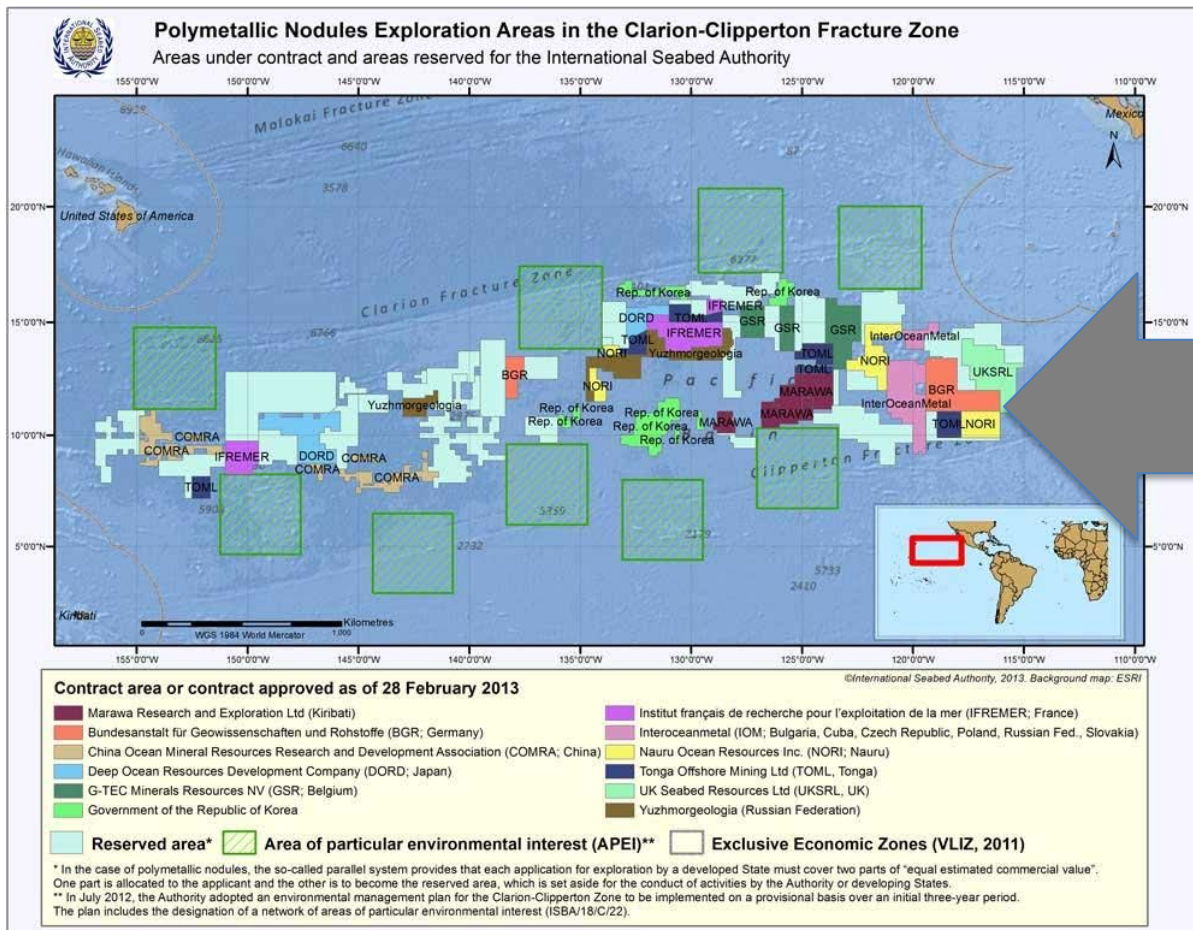 INTERNATIONAL SEABED AUTHORITY
Polymetallic Nodules Exploration Areas in the Clarion-Clipperton Fracture Zone
Areas under contract and areas reserved for the International Seabed Authority
155°0'0"W 150°0'0"W 145°0'0"W 140°0'0"W 135°0'0"W 130°0'0"W 125°0'0"W 120°0'0"W 115°0'0"W 110°0'0"W
Molokai Fracture Zone
6640
3578
Mexico
N
Hawaiian Islands
United States of America
20°0'0"N
20°0'0"N
Clarion Fracture Zone
6766
Rep. of Korea
Rep. of Korea
IFREMER
DORD
TOML
GSR
GSR
GSR
15°0'0"N
15°0'0"N
TOML
IFREMER
NORI
Yuzhmorgeologia
TOML
TOML
NORI
InterOceanMetal
UKSRL
BGR
NORI
Pacific
MARAWA
BGR
Yuzhmorgeologia
Rep. of Korea
Rep. of Korea
Rep. of Korea
Rep. of Korea
MARAWA
MARAWA
InterOceanMetal
TOML
NORI
10°0'0"N
COMRA
COMRA
COMRA
IFREMER
DORD
COMRA
COMRA
COMRA
TOML
Clipperton Fracture Zone
5°0'0"N
5°0'0"N
2732
5733
2410
Kiribati
0 1,000
Kilometres
WGS 1984 World Mercator
155°0'0"W 150°0'0"W 145°0'0"W 140°0'0"W 135°0'0"W 130°0'0"W 125°0'0"W 120°0'0"W 115°0'0"W 110°0'0"W
©International Seabed Authority, 2013. Background map: ESRI
Contract area or contract approved as of 28 February 2013
Marawa Research and Exploration Ltd (Kiribati)
Bundesanstalt für Geowissenschaften und Rohstoffe (BGR; Germany)
China Ocean Mineral Resources Research and Development Association (COMRA; China)
Deep Ocean Resources Development Company (DORD; Japan)
G-TEC Minerals Resources NV (GSR; Belgium)
Government of the Republic of Korea
Institut français de recherche pour l'exploitation de la mer (IFREMER; France)
Interoceanmetal (IOM; Bulgaria, Cuba, Czech Republic, Poland, Russian Fed., Slovakia)
Nauru Ocean Resources Inc. (NORI; Nauru)
Tonga Offshore Mining Ltd (TOML, Tonga)
UK Seabed Resources Ltd (UKSRL, UK)
Yuzhmorgeologia (Russian Federation)
Reserved area*
Area of particular environmental interest (APEI)**
Exclusive Economic Zones (VLIZ, 2011)
* In the case of polymetallic nodules, the so-called parallel system provides that each application for exploration by a developed State must cover two parts of "equal estimated commercial value".
One part is allocated to the applicant and the other is to become the reserved area, which is set aside for the conduct of activities by the Authority or developing States.
** In July 2012, the Authority adopted an environmental management plan for the Clarion-Clipperton Zone to be implemented on a provisional basis over an initial three-year period.
The plan includes the designation of a network of areas of particular environmental interest (ISBA/18/C/22).